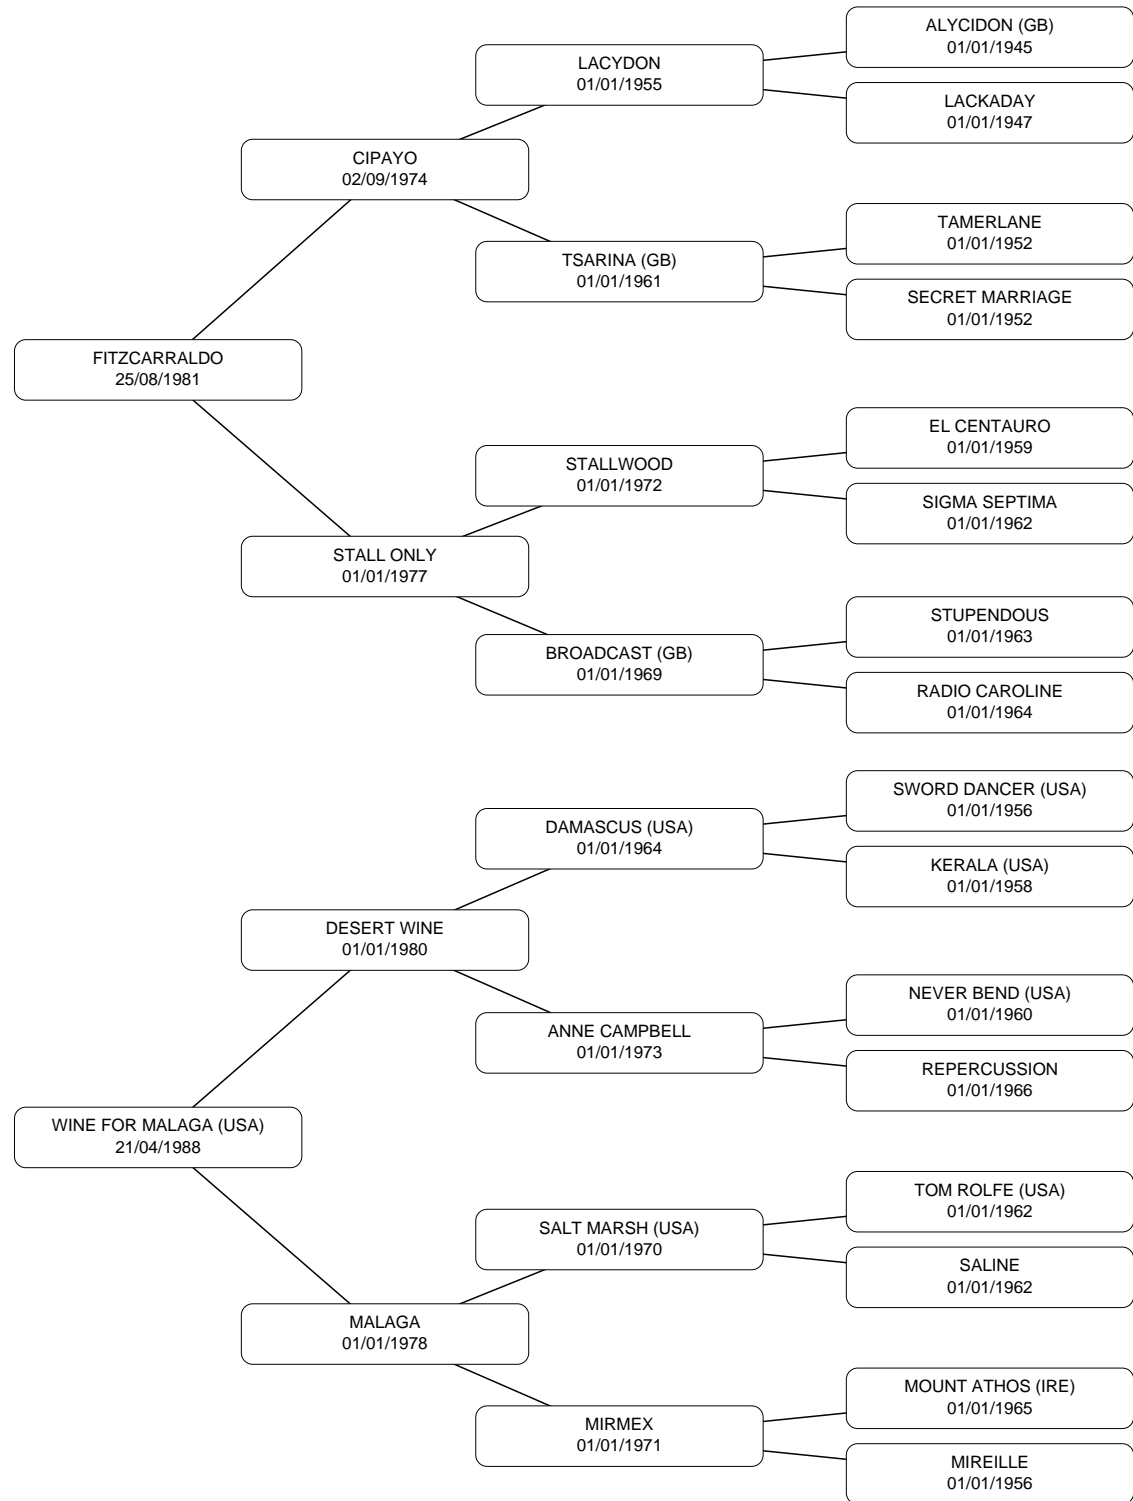 ALYCIDON (GB)
01/01/1945
LACYDON
01/01/1955
LACKADAY
01/01/1947
CIPAYO
02/09/1974
TAMERLANE
01/01/1952
TSARINA (GB)
01/01/1961
SECRET MARRIAGE
01/01/1952
FITZCARRALDO
25/08/1981
EL CENTAURO
01/01/1959
STALLWOOD
01/01/1972
SIGMA SEPTIMA
01/01/1962
STALL ONLY
01/01/1977
STUPENDOUS
01/01/1963
BROADCAST (GB)
01/01/1969
RADIO CAROLINE
01/01/1964
SWORD DANCER (USA)
01/01/1956
DAMASCUS (USA)
01/01/1964
KERALA (USA)
01/01/1958
DESERT WINE
01/01/1980
NEVER BEND (USA)
01/01/1960
ANNE CAMPBELL
01/01/1973
REPERCUSSION
01/01/1966
WINE FOR MALAGA (USA)
21/04/1988
TOM ROLFE (USA)
01/01/1962
SALT MARSH (USA)
01/01/1970
SALINE
01/01/1962
MALAGA
01/01/1978
MOUNT ATHOS (IRE)
01/01/1965
MIRMEX
01/01/1971
MIREILLE
01/01/1956